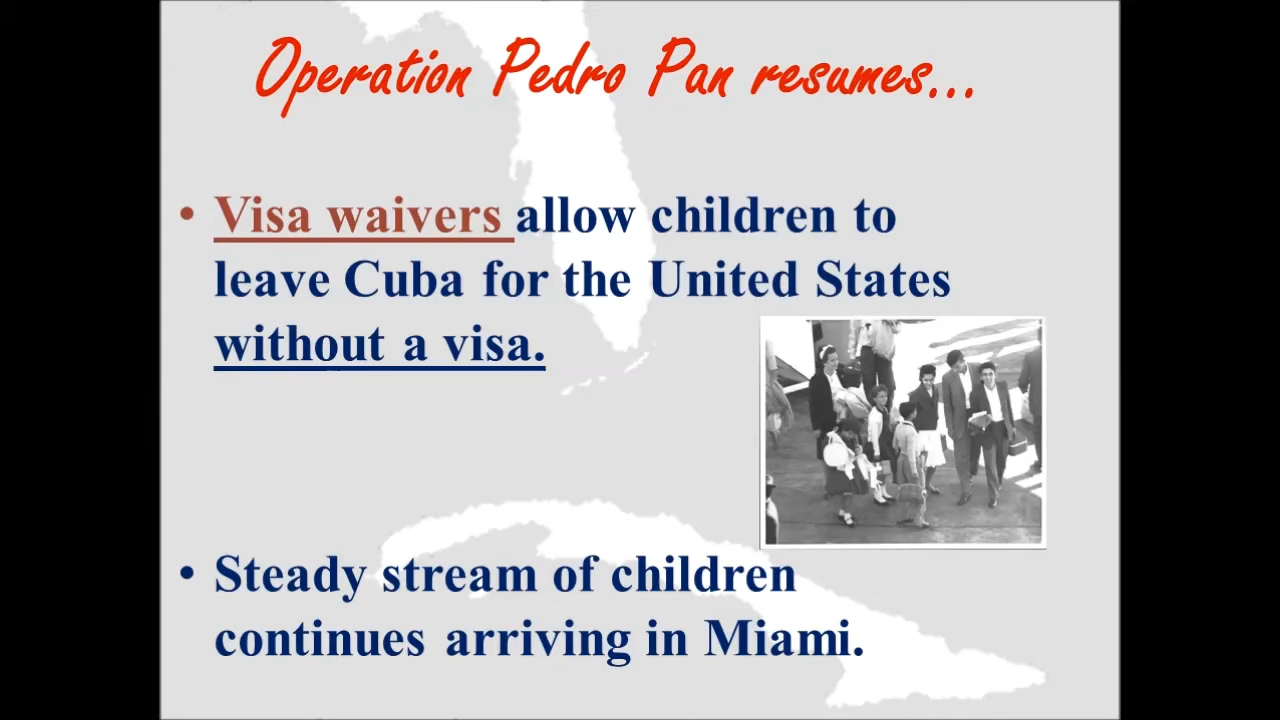 Operation Pedro Pan resumes...
• Visa waivers allow children to
leave Cuba for the United States
without a visa.
• Steady stream of children
continues arriving in Miami.